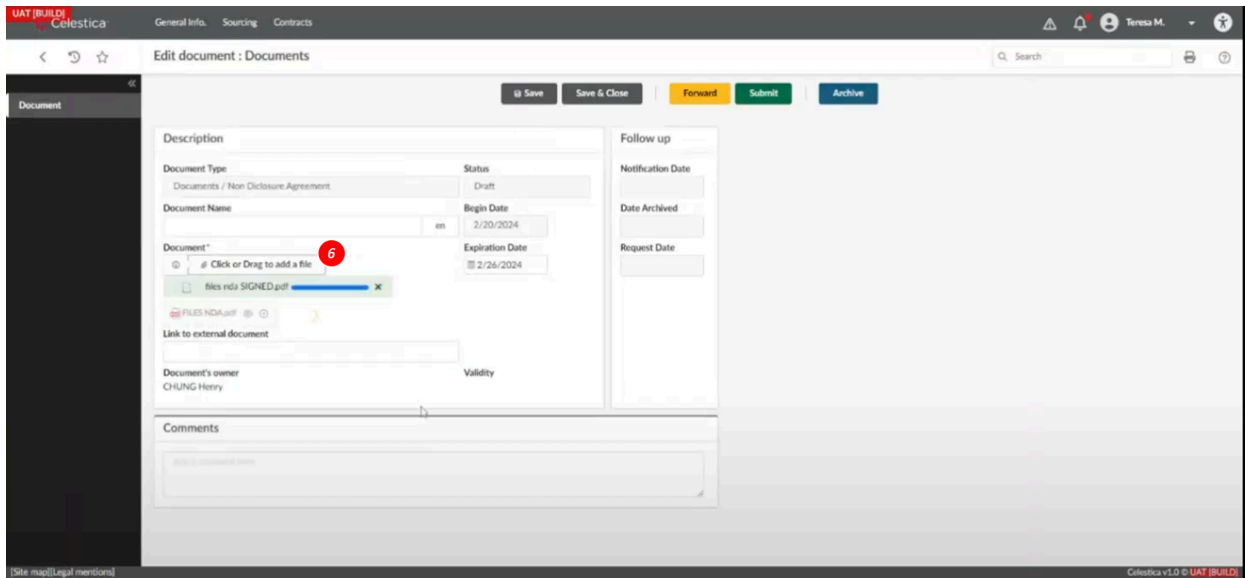 UAT [BUILD]
Celestica General Info. Sourcing Contracts Teresa M.
Edit document : Documents Search
Document
Save Save & Close Forward Submit Archive
Description Follow up
Document Type Status Notification Date
Documents / Non Diclosure Agreement Draft
Document Name Begin Date Date Archived
en 2/20/2024
Document* Expiration Date Request Date
6
Click or Drag to add a file 2/26/2024
files nda SIGNED.pdf
FILES NDA.pdf
Link to external document
Document's owner Validity
CHUNG Henry
Comments
Add a comment here
[Site map][Legal mentions] Celestica v1.0 © UAT [BUILD]